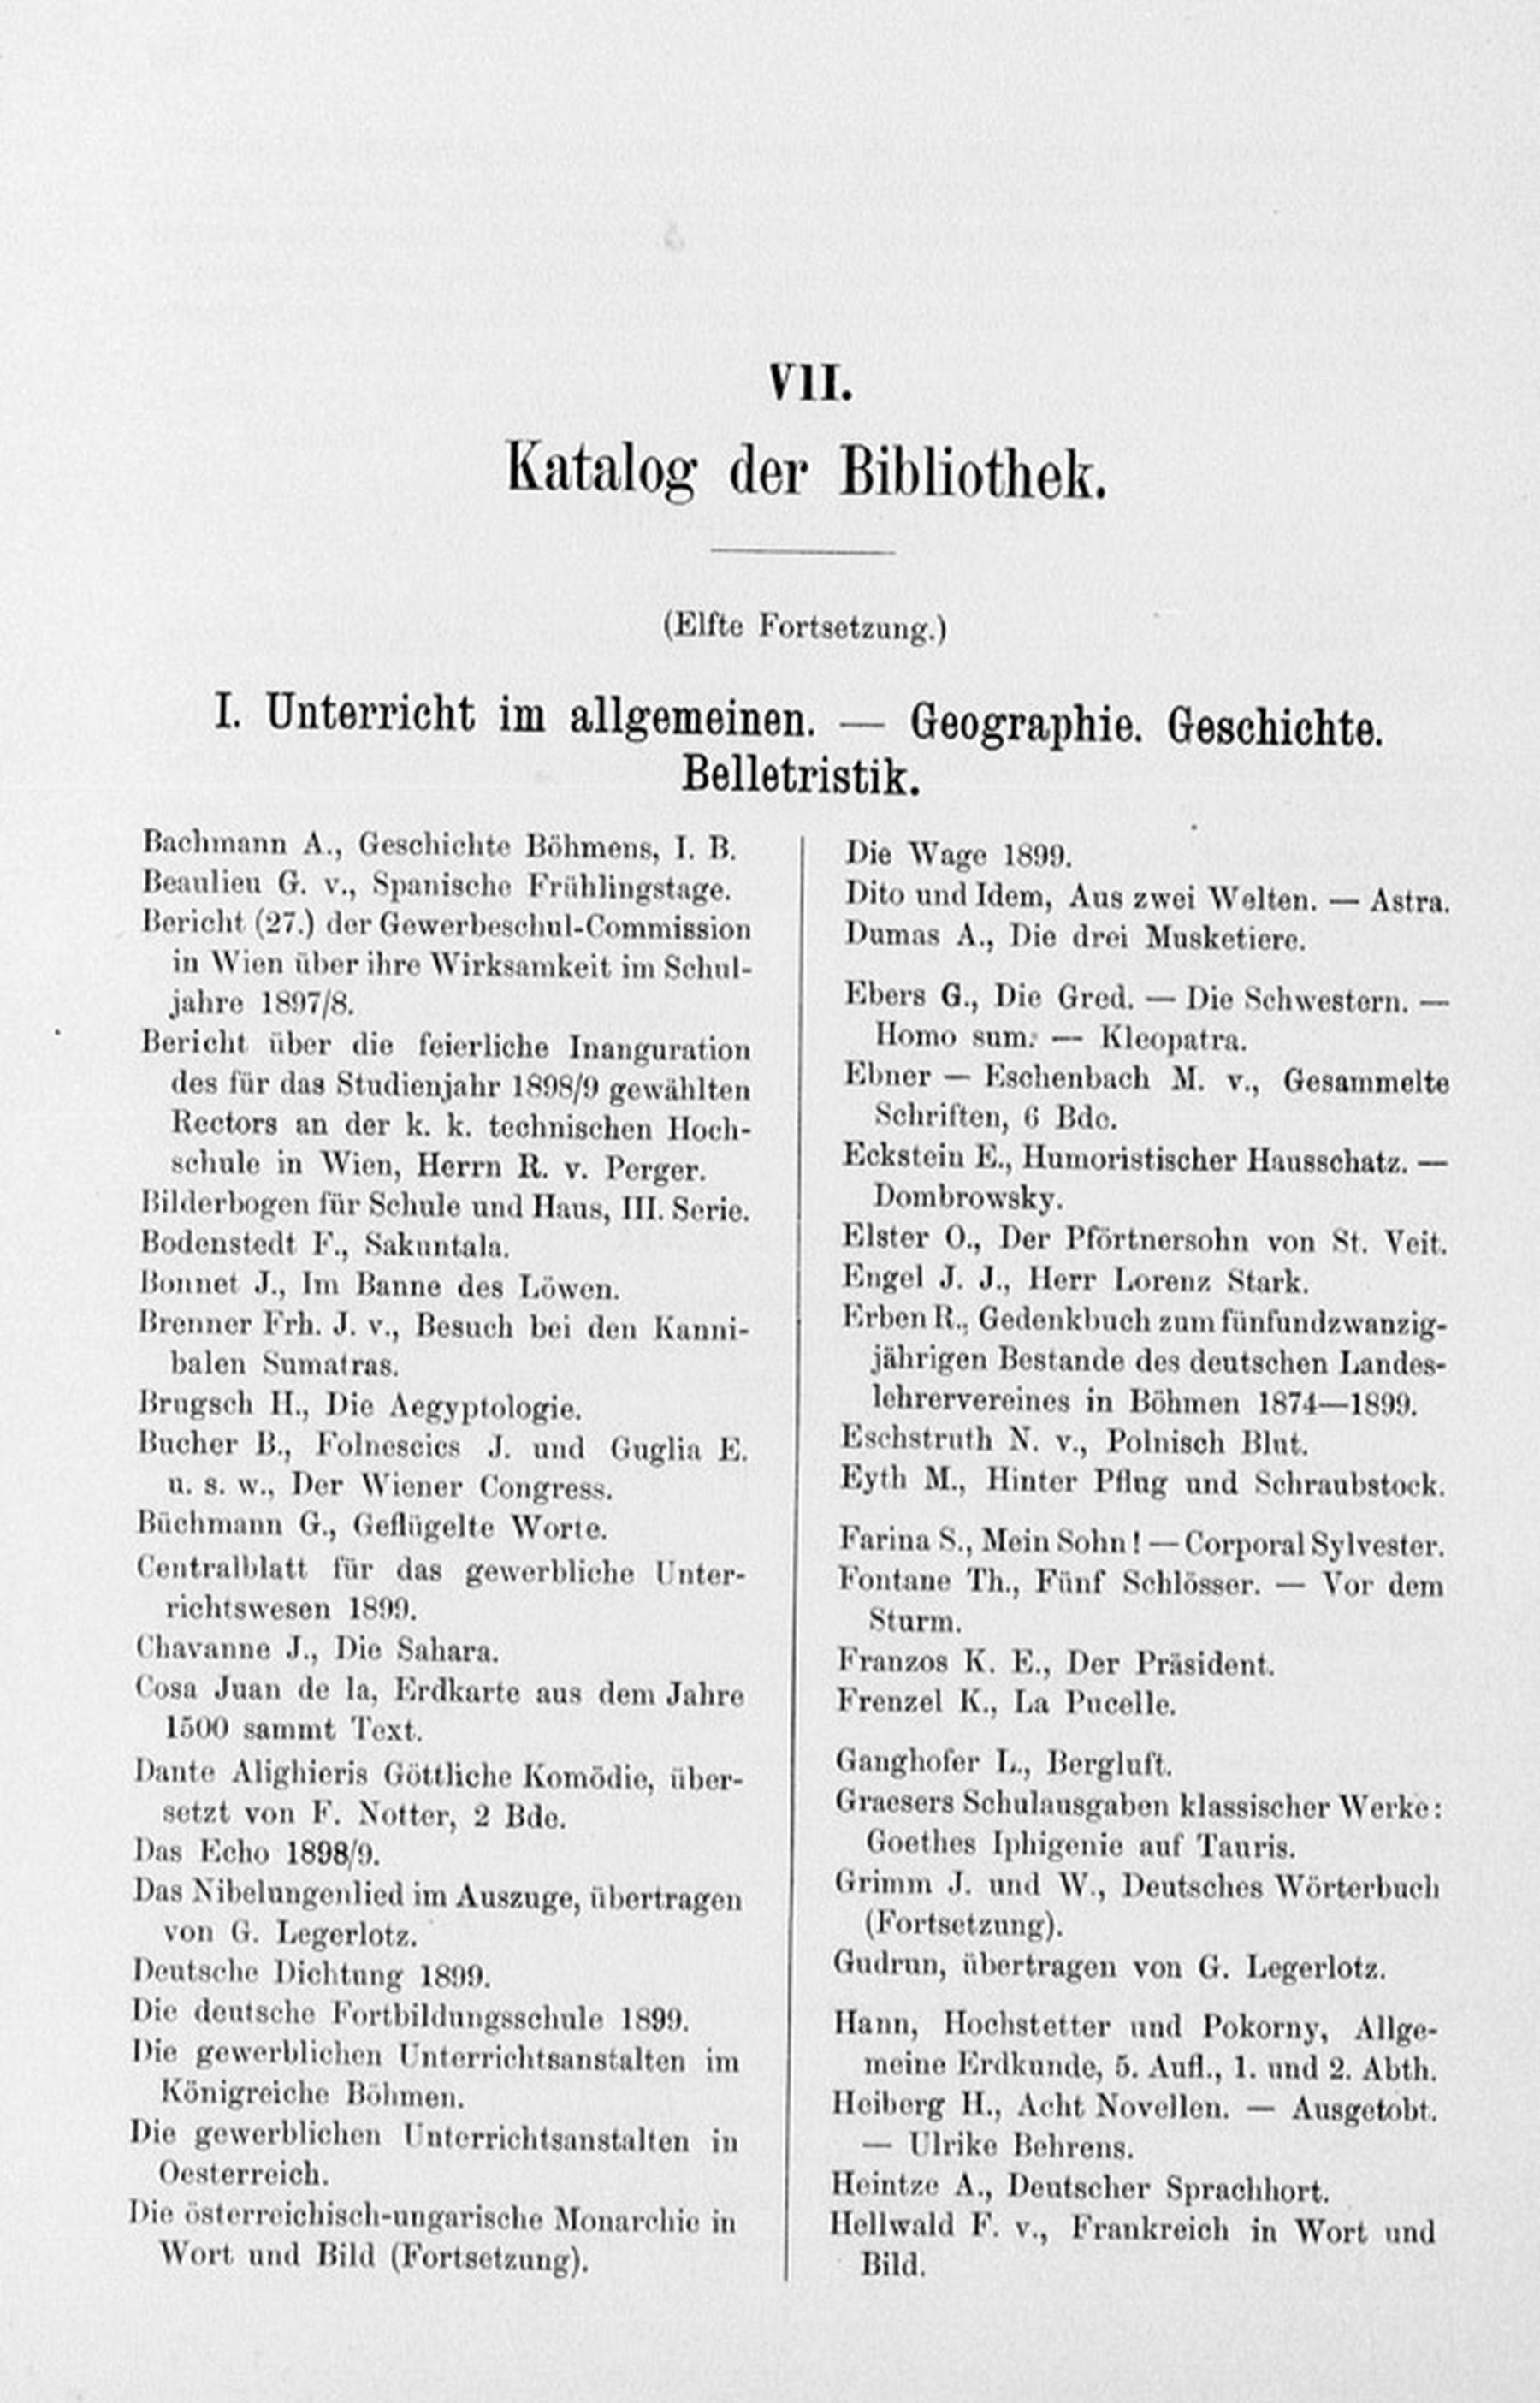 VII.
Katalog der Bibliothek.
(Elfte Fortsetzung.)
I. Unterricht im allgemeinen. — Geographie. Geschichte.
Belletristik.
Bachmann A., Geschichte Böhmens, I. B.
Beaulieu G. v., Spanische Frühlingstage.
Bericht (27.) der Gewerbeschul-Commission
in Wien über ihre Wirksamkeit im Schul-
jahre 1897/8.
Bericht über die feierliche Inanguration
des für das Studienjahr 1898/9 gewählten
Rectors an der k. k. technischen Hoch-
schule in Wien, Herrn R. v. Perger.
Bilderbogen für Schule und Haus, III. Serie.
Bodenstedt F., Sakuntala.
Bonnet J., Im Banne des Löwen.
Brenner Frh. J. v., Besuch bei den Kanni-
balen Sumatras.
Brugsch H., Die Aegyptologie.
Bucher B., Folnescics J. und Guglia E.
u. s. w., Der Wiener Congress.
Büchmann G., Geflügelte Worte.
Centralblatt für das gewerbliche Unter-
richtswesen 1899.
Chavanne J., Die Sahara.
Cosa Juan de la, Erdkarte aus dem Jahre
1500 sammt Text.
Dante Alighieris Göttliche Komödie, über-
setzt von F. Notter, 2 Bde.
Das Echo 1898/9.
Das Nibelungenlied im Auszuge, übertragen
von G. Legerlotz.
Deutsche Dichtung 1899.
Die deutsche Fortbildungsschule 1899.
Die gewerblichen Unterrichtsanstalten im
Königreiche Böhmen.
Die gewerblichen Unterrichtsanstalten in
Oesterreich.
Die österreichisch-ungarische Monarchie in
Wort und Bild (Fortsetzung).
Die Wage 1899.
Dito und Idem, Aus zwei Welten. — Astra.
Dumas A., Die drei Musketiere.
Ebers G., Die Gred. — Die Schwestern. —
Homo sum. — Kleopatra.
Ebner — Eschenbach M. v., Gesammelte
Schriften, 6 Bde.
Eckstein E., Humoristischer Hausschatz. —
Dombrowsky.
Elster O., Der Pförtnersohn von St. Veit.
Engel J. J., Herr Lorenz Stark.
Erben R., Gedenkbuch zum fünfundzwanzig-
jährigen Bestande des deutschen Landes-
lehrervereines in Böhmen 1874—1899.
Eschstruth N. v., Polnisch Blut.
Eyth M., Hinter Pflug und Schraubstock.
Farina S., Mein Sohn! — Corporal Sylvester.
Fontane Th., Fünf Schlösser. — Vor dem
Sturm.
Franzos K. E., Der Präsident.
Frenzel K., La Pucelle.
Ganghofer L., Bergluft.
Graesers Schulausgaben klassischer Werke:
Goethes Iphigenie auf Tauris.
Grimm J. und W., Deutsches Wörterbuch
(Fortsetzung).
Gudrun, übertragen von G. Legerlotz.
Hann, Hochstetter und Pokorny, Allge-
meine Erdkunde, 5. Aufl., 1. und 2. Abth.
Heiberg H., Acht Novellen. — Ausgetobt.
— Ulrike Behrens.
Heintze A., Deutscher Sprachhort.
Hellwald F. v., Frankreich in Wort und
Bild.